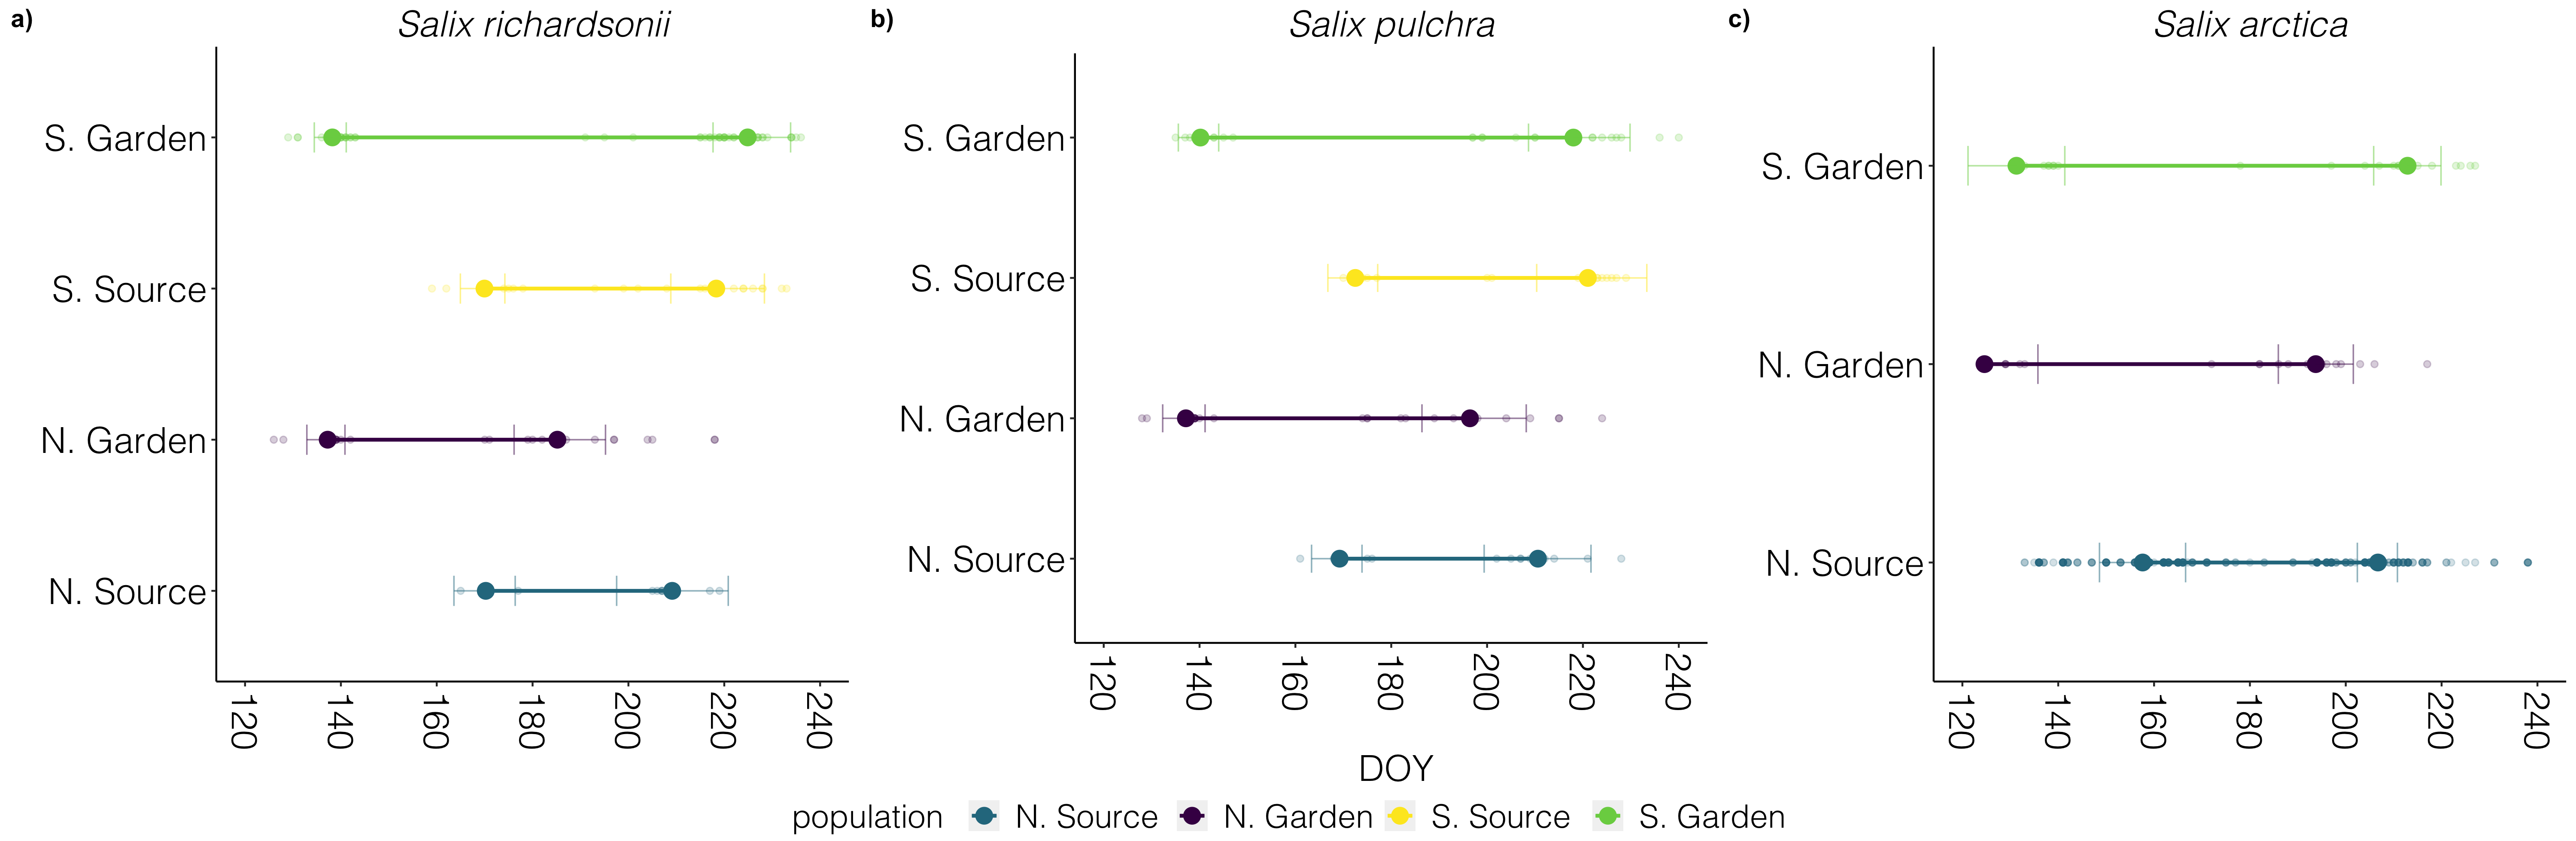 a) Salix richardsonii
S. Garden
S. Source
N. Garden
N. Source
120 140 160 180 200 220 240
b) Salix pulchra
S. Garden
S. Source
N. Garden
N. Source
120 140 160 180 200 220 240
DOY
c) Salix arctica
S. Garden
N. Garden
N. Source
120 140 160 180 200 220 240
population N. Source N. Garden S. Source S. Garden